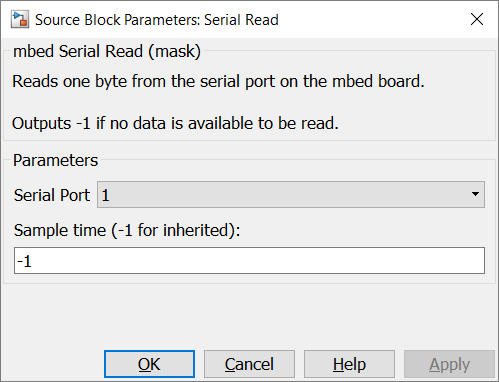 Source Block Parameters: Serial Read
mbed Serial Read (mask)
Reads one byte from the serial port on the mbed board.
Outputs -1 if no data is available to be read.
Parameters
Serial Port 1
Sample time (-1 for inherited):
-1
OK Cancel Help Apply